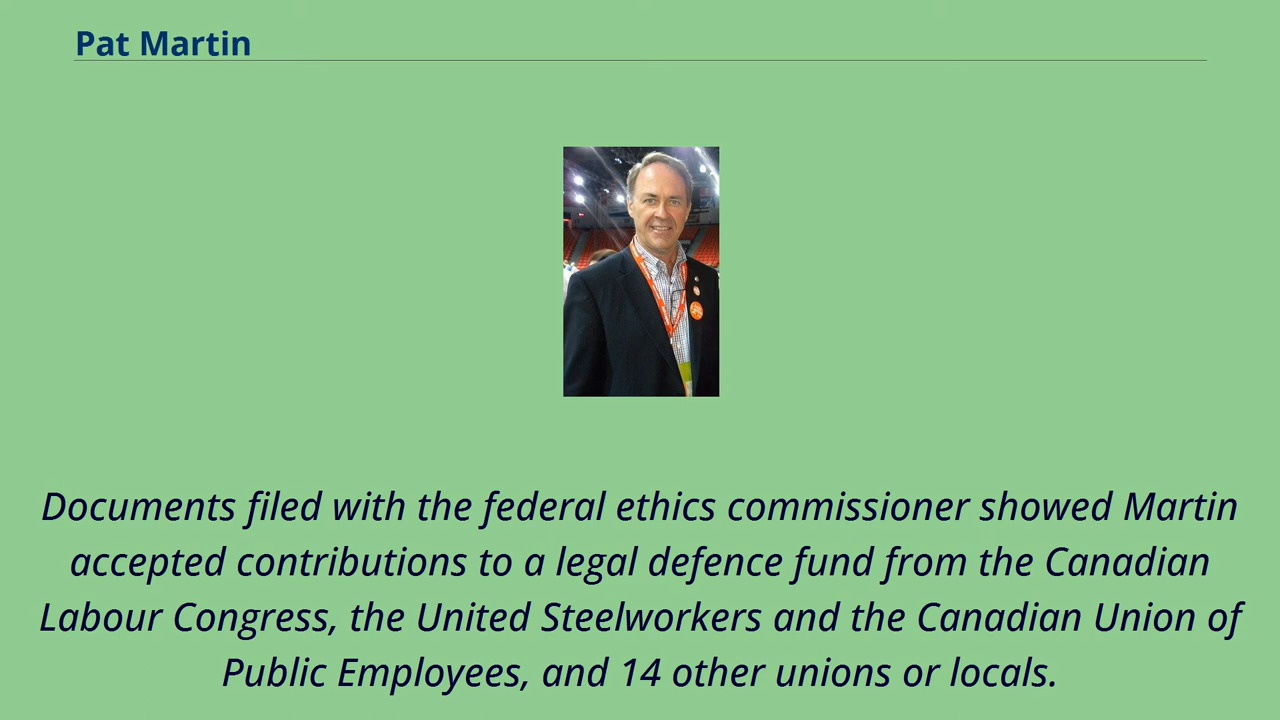 Pat Martin
Documents filed with the federal ethics commissioner showed Martin
accepted contributions to a legal defence fund from the Canadian
Labour Congress, the United Steelworkers and the Canadian Union of
Public Employees, and 14 other unions or locals.